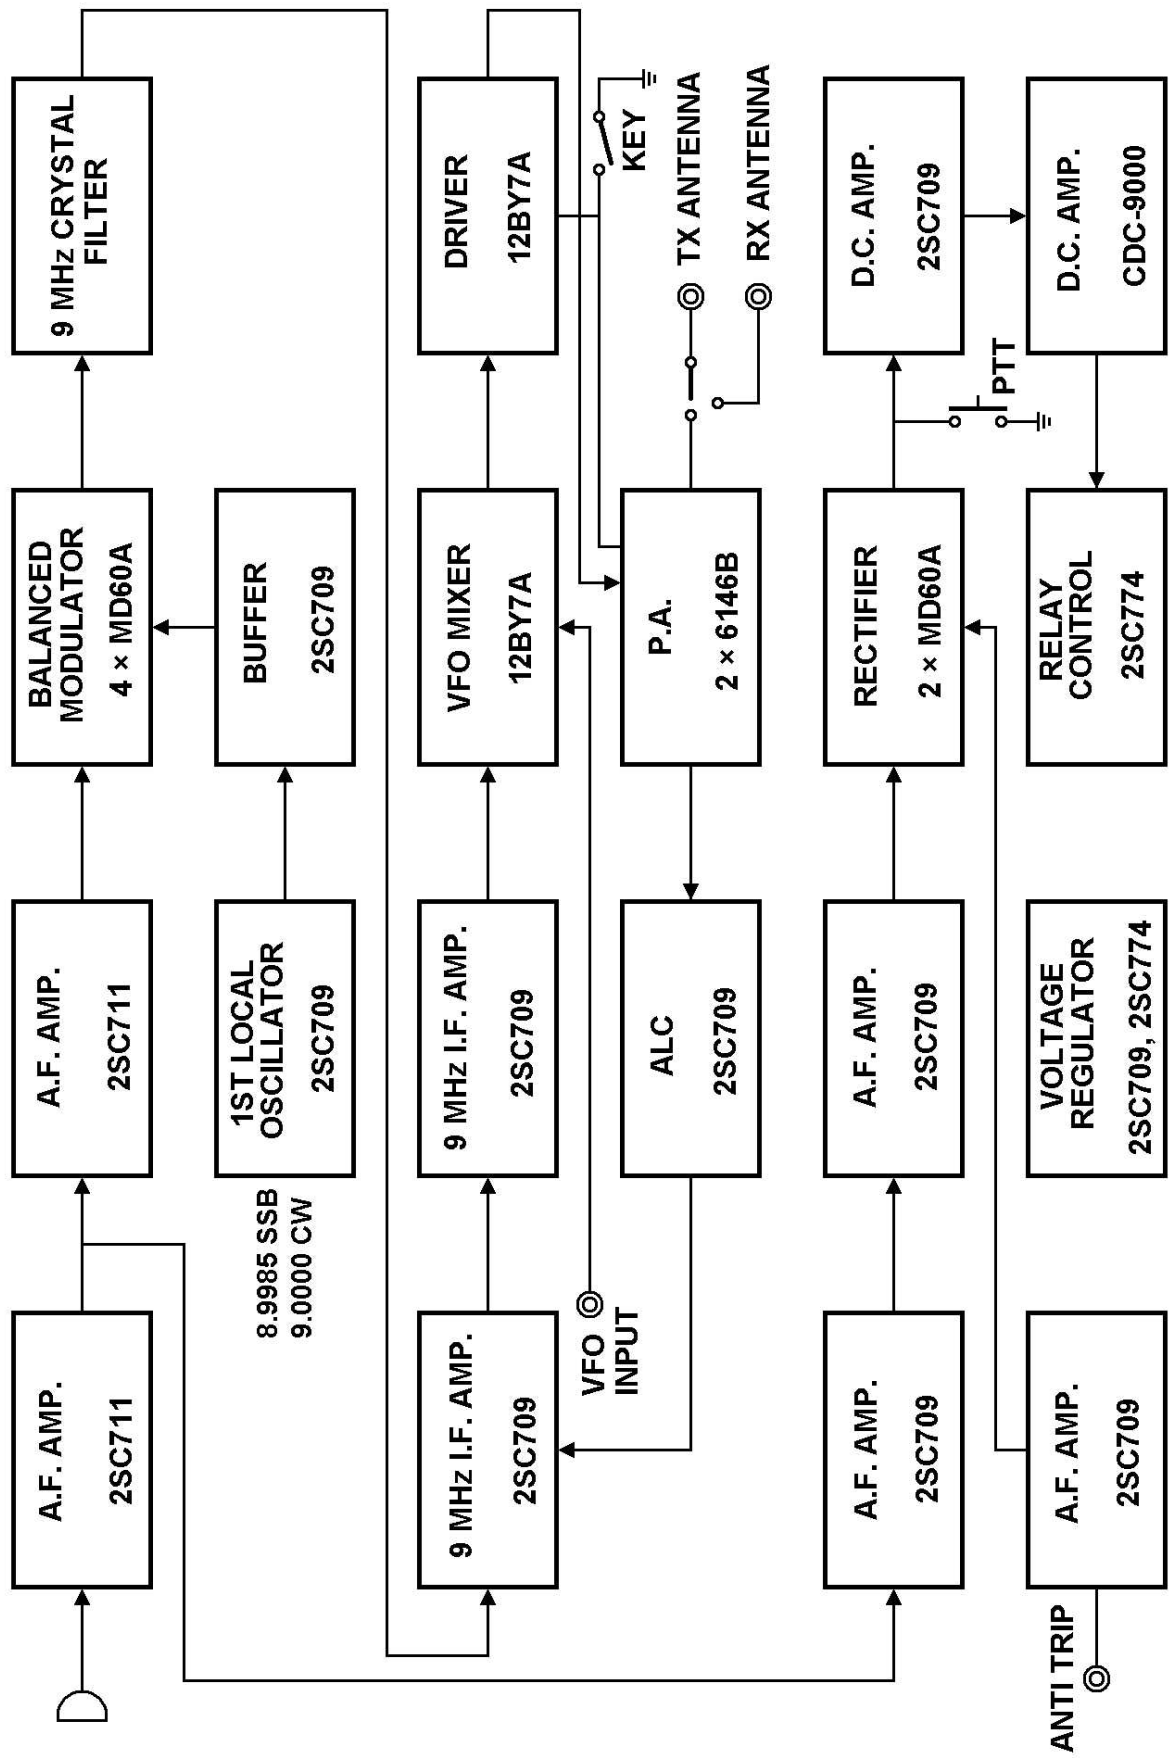 A.F. AMP.
2SC711
A.F. AMP.
2SC711
BALANCED
MODULATOR
4 × MD60A
9 MHz CRYSTAL
FILTER
8.9985 SSB
9.0000 CW
1ST LOCAL
OSCILLATOR
2SC709
BUFFER
2SC709
9 MHz I.F. AMP.
2SC709
9 MHz I.F. AMP.
2SC709
VFO MIXER
12BY7A
DRIVER
12BY7A
VFO
INPUT
KEY
ALC
2SC709
P.A.
2 × 6146B
TX ANTENNA
RX ANTENNA
A.F. AMP.
2SC709
A.F. AMP.
2SC709
RECTIFIER
2 × MD60A
D.C. AMP.
2SC709
PTT
ANTI TRIP
A.F. AMP.
2SC709
VOLTAGE
REGULATOR
2SC709, 2SC774
RELAY
CONTROL
2SC774
D.C. AMP.
CDC-9000